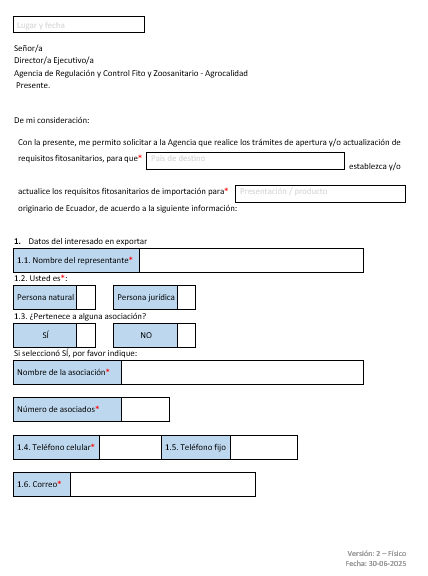 Lugar y fecha
Señor/a
Director/a Ejecutivo/a
Agencia de Regulación y Control Fito y Zoosanitario - Agrocalidad
Presente.
De mi consideración:
Con la presente, me permito solicitar a la Agencia que realice los trámites de apertura y/o actualización de
requisitos fitosanitarios, para que* País de destino establezca y/o
actualice los requisitos fitosanitarios de importación para* Presentación / producto
originario de Ecuador, de acuerdo a la siguiente información:
1. Datos del interesado en exportar
1.1. Nombre del representante*
1.2. Usted es*:
Persona natural Persona jurídica
1.3. ¿Pertenece a alguna asociación?
SÍ NO
Si seleccionó SÍ, por favor indique:
Nombre de la asociación*
Número de asociados*
1.4. Teléfono celular* 1.5. Teléfono fijo
1.6. Correo*
Versión: 2 – Físico
Fecha: 30-06-2025